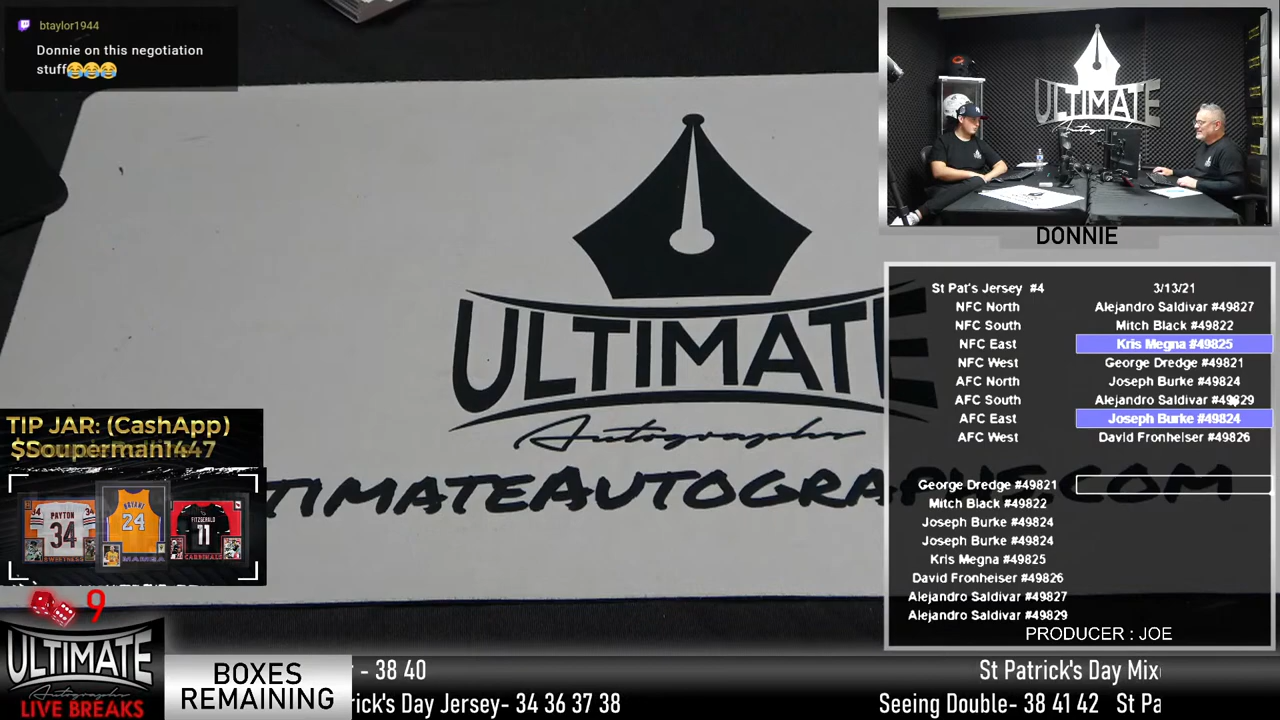 btaylor1944
Donnie on this negotiation
stuff😂😂😂
ULTIMATE
Autographs
ULTIMATE
Autographs
TIMATEAUTOGRAPHS.COM
DONNIE
St Pat's Jersey #4 3/13/21
NFC North Alejandro Saldivar #49827
NFC South Mitch Black #49822
NFC East Kris Megna #49825
NFC West George Dredge #49821
AFC North Joseph Burke #49824
AFC South Alejandro Saldivar #49829
AFC East Joseph Burke #49824
AFC West David Fronheiser #49826
George Dredge #49821
Mitch Black #49822
Joseph Burke #49824
Joseph Burke #49824
Kris Megna #49825
David Fronheiser #49826
Alejandro Saldivar #49827
Alejandro Saldivar #49829
PRODUCER : JOE
TIP JAR: (CashApp)
$Souperman1447
PAYTON
34
SWEETNESS
BRYANT
24
MAMBA
FITZGERALD
11
CARDINALS
9
ULTIMATE
Autographs
LIVE BREAKS
BOXES
REMAINING
- 38 40 St Patrick's Day Mix
rick's Day Jersey- 34 36 37 38 Seeing Double- 38 41 42 St Pa